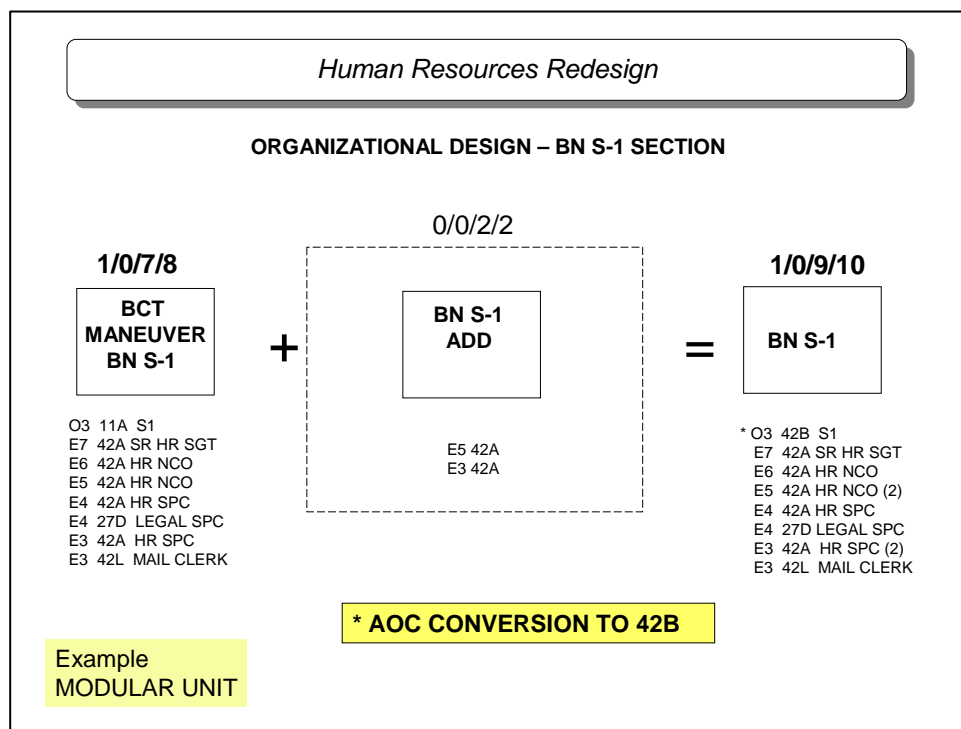 Human Resources Redesign
ORGANIZATIONAL DESIGN – BN S-1 SECTION
1/0/7/8
BCT
MANEUVER
BN S-1
O3 11A S1
E7 42A SR HR SGT
E6 42A HR NCO
E5 42A HR NCO
E4 42A HR SPC
E4 27D LEGAL SPC
E3 42A HR SPC
E3 42L MAIL CLERK
+
0/0/2/2
BN S-1
ADD
E5 42A
E3 42A
=
1/0/9/10
BN S-1
* O3 42B S1
E7 42A SR HR SGT
E6 42A HR NCO
E5 42A HR NCO (2)
E4 42A HR SPC
E4 27D LEGAL SPC
E3 42A HR SPC (2)
E3 42L MAIL CLERK
* AOC CONVERSION TO 42B
Example
MODULAR UNIT